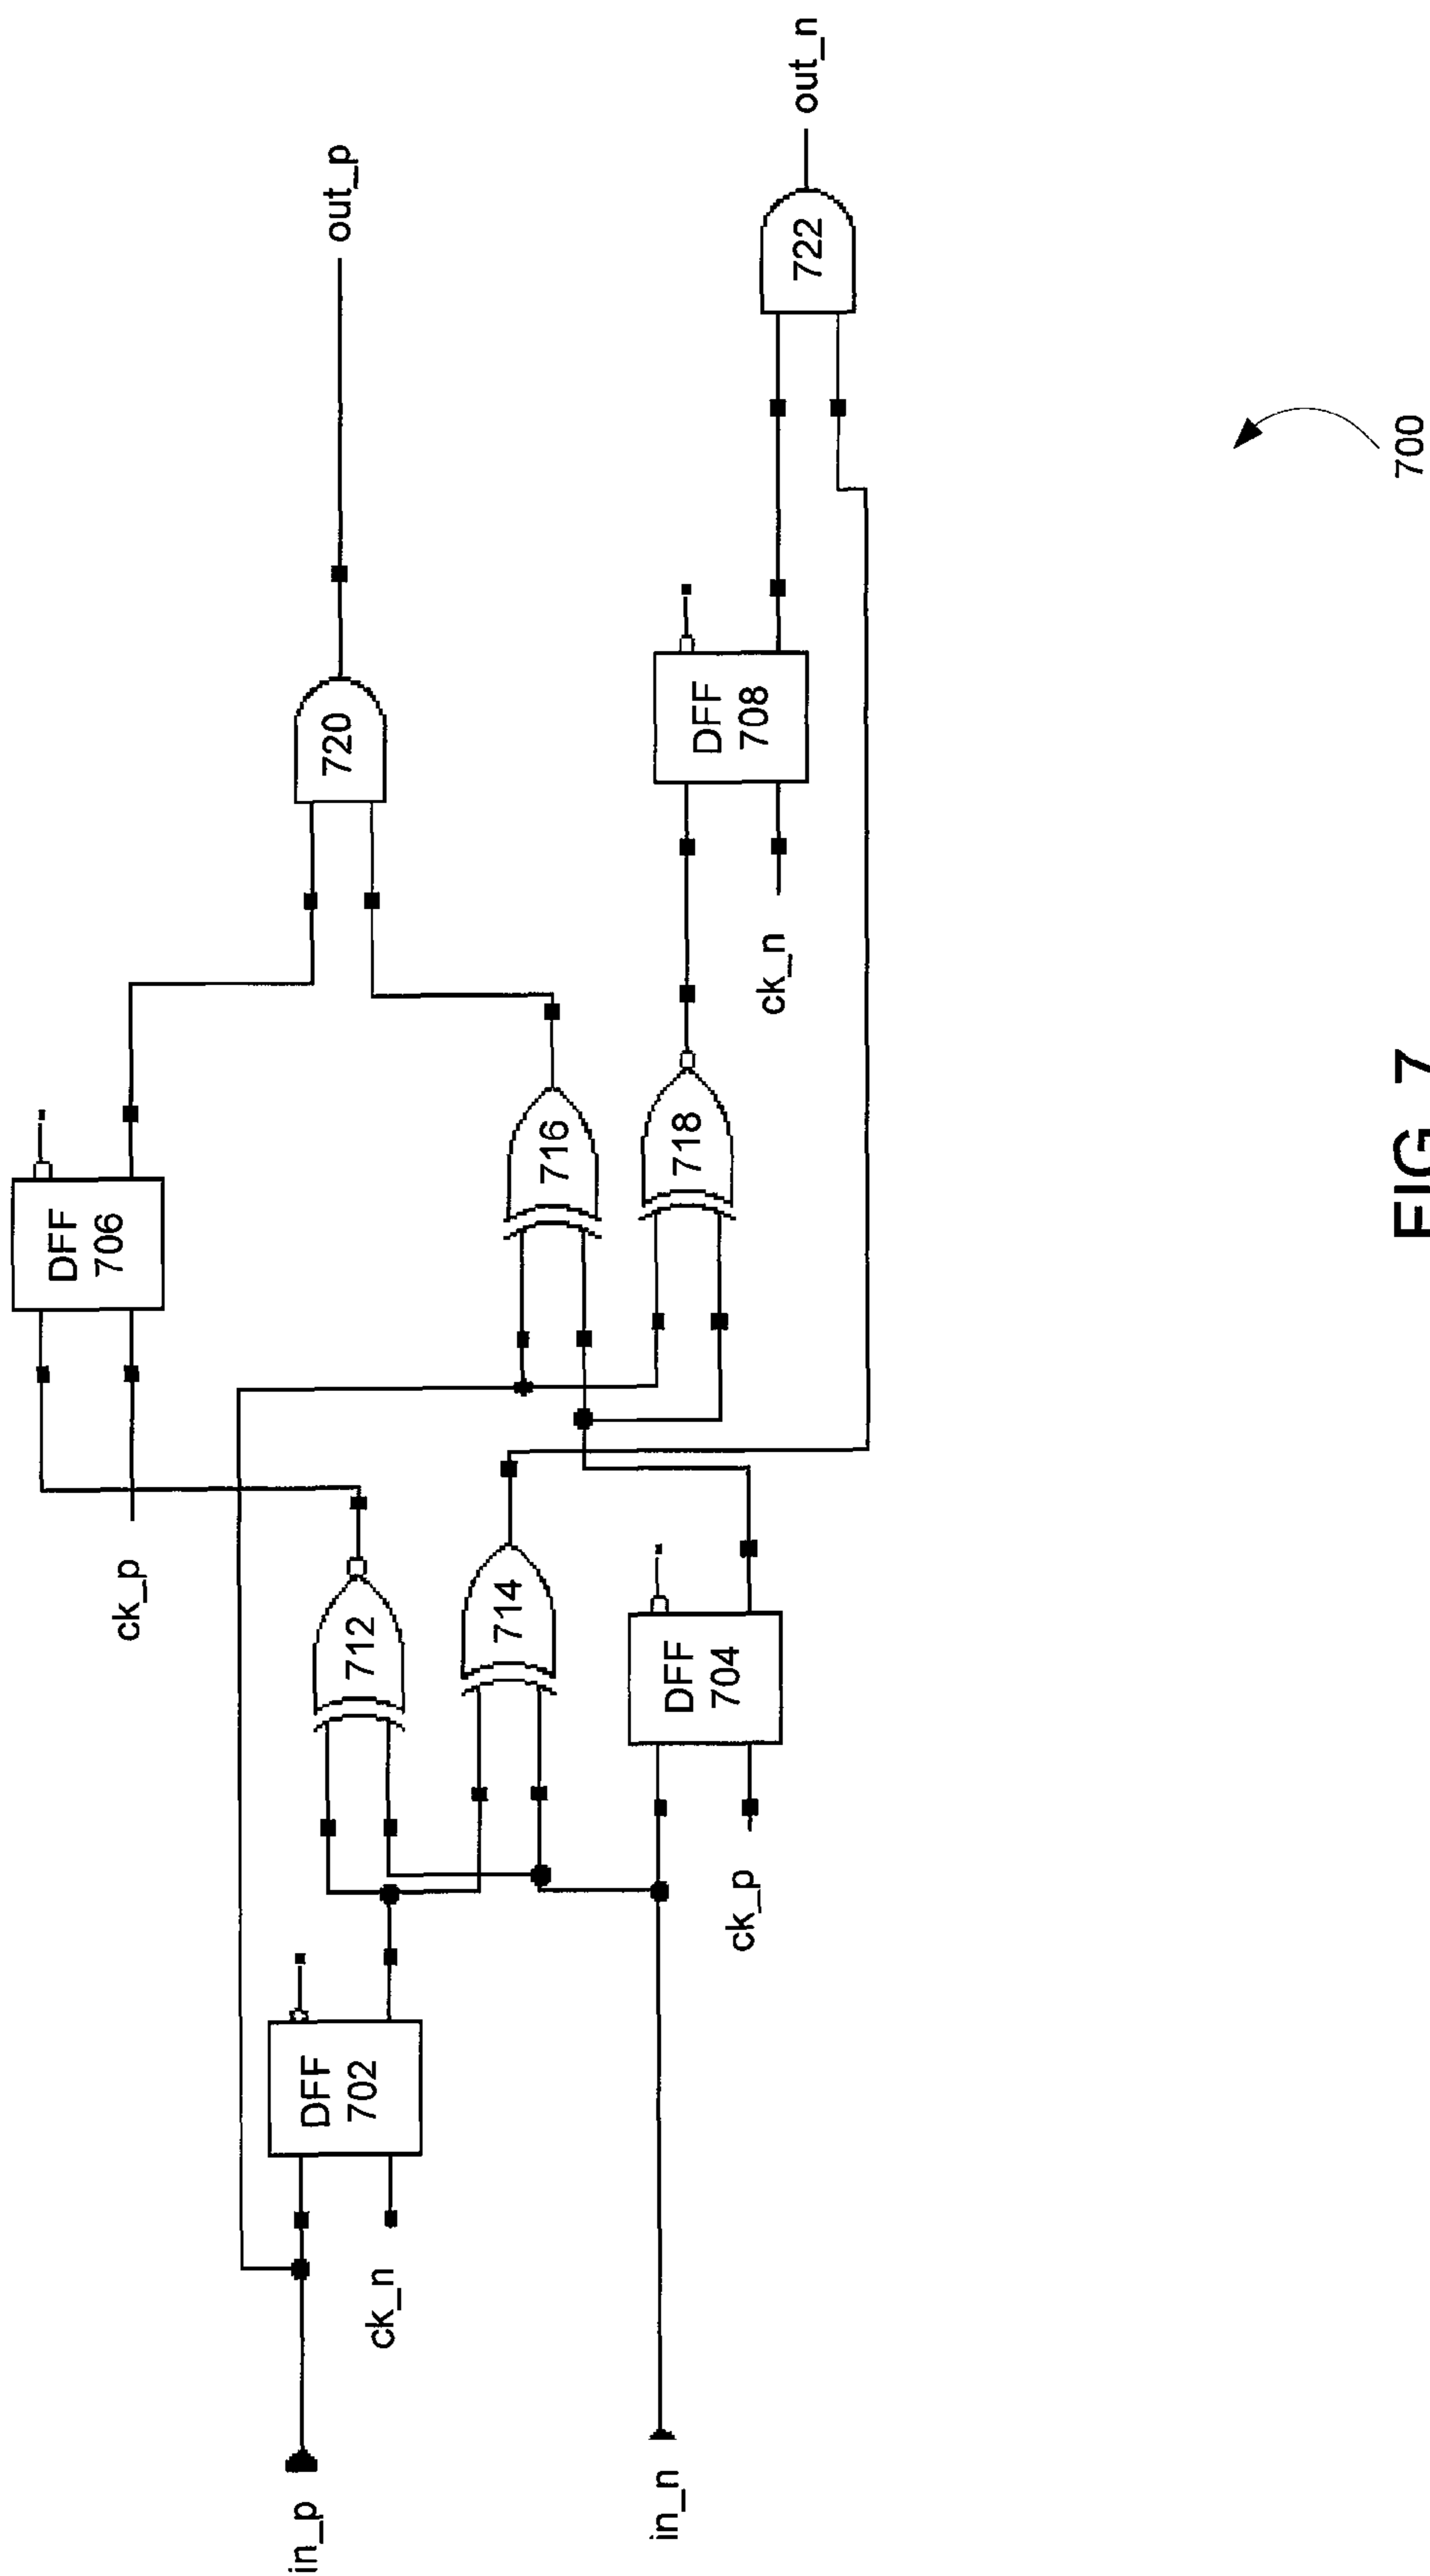 in_p
ck_n
DFF
702
in_n
ck_p
DFF
704
712
714
ck_p
DFF
706
716
718
720
out_p
ck_n
DFF
708
722
out_n
700
FIG. 7